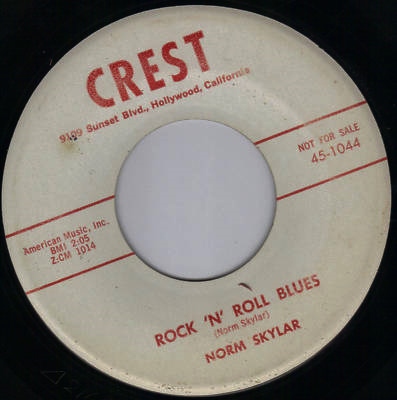 CREST
9109 Sunset Blvd., Hollywood, California
NOT FOR SALE
45-1044
American Music, Inc.
BMI 2:05
Z-CM 1014
ROCK 'N' ROLL BLUES
(Norm Skylar)
NORM SKYLAR